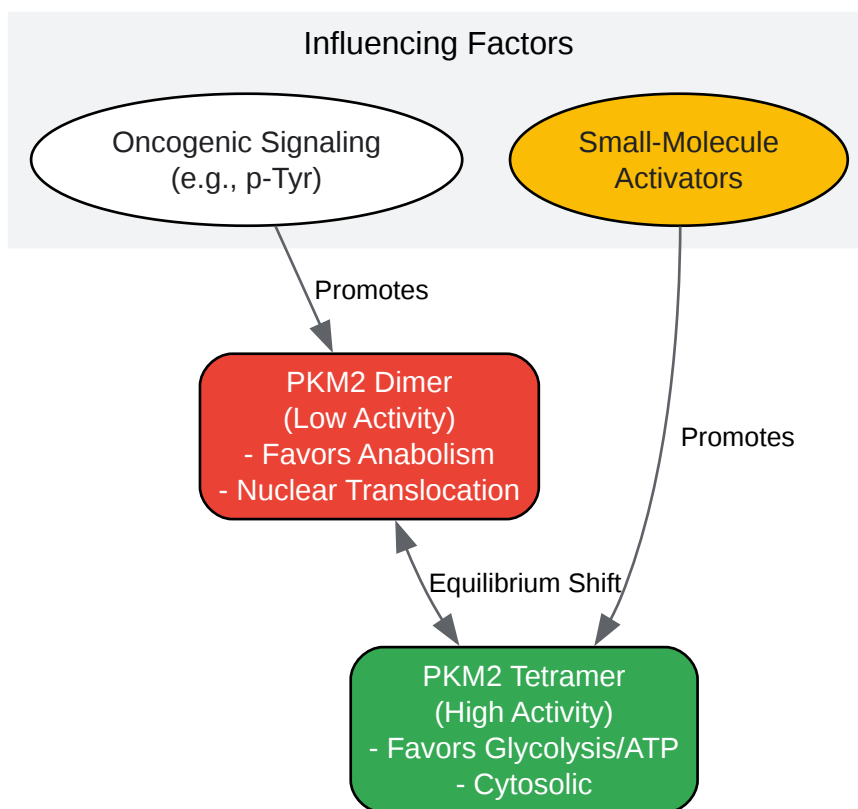 Influencing Factors
Oncogenic Signaling
(e.g., p-Tyr)
Small-Molecule
Activators
Promotes
PKM2 Dimer
(Low Activity)
- Favors Anabolism
- Nuclear Translocation
Promotes
Equilibrium Shift
PKM2 Tetramer
(High Activity)
- Favors Glycolysis/ATP
- Cytosolic